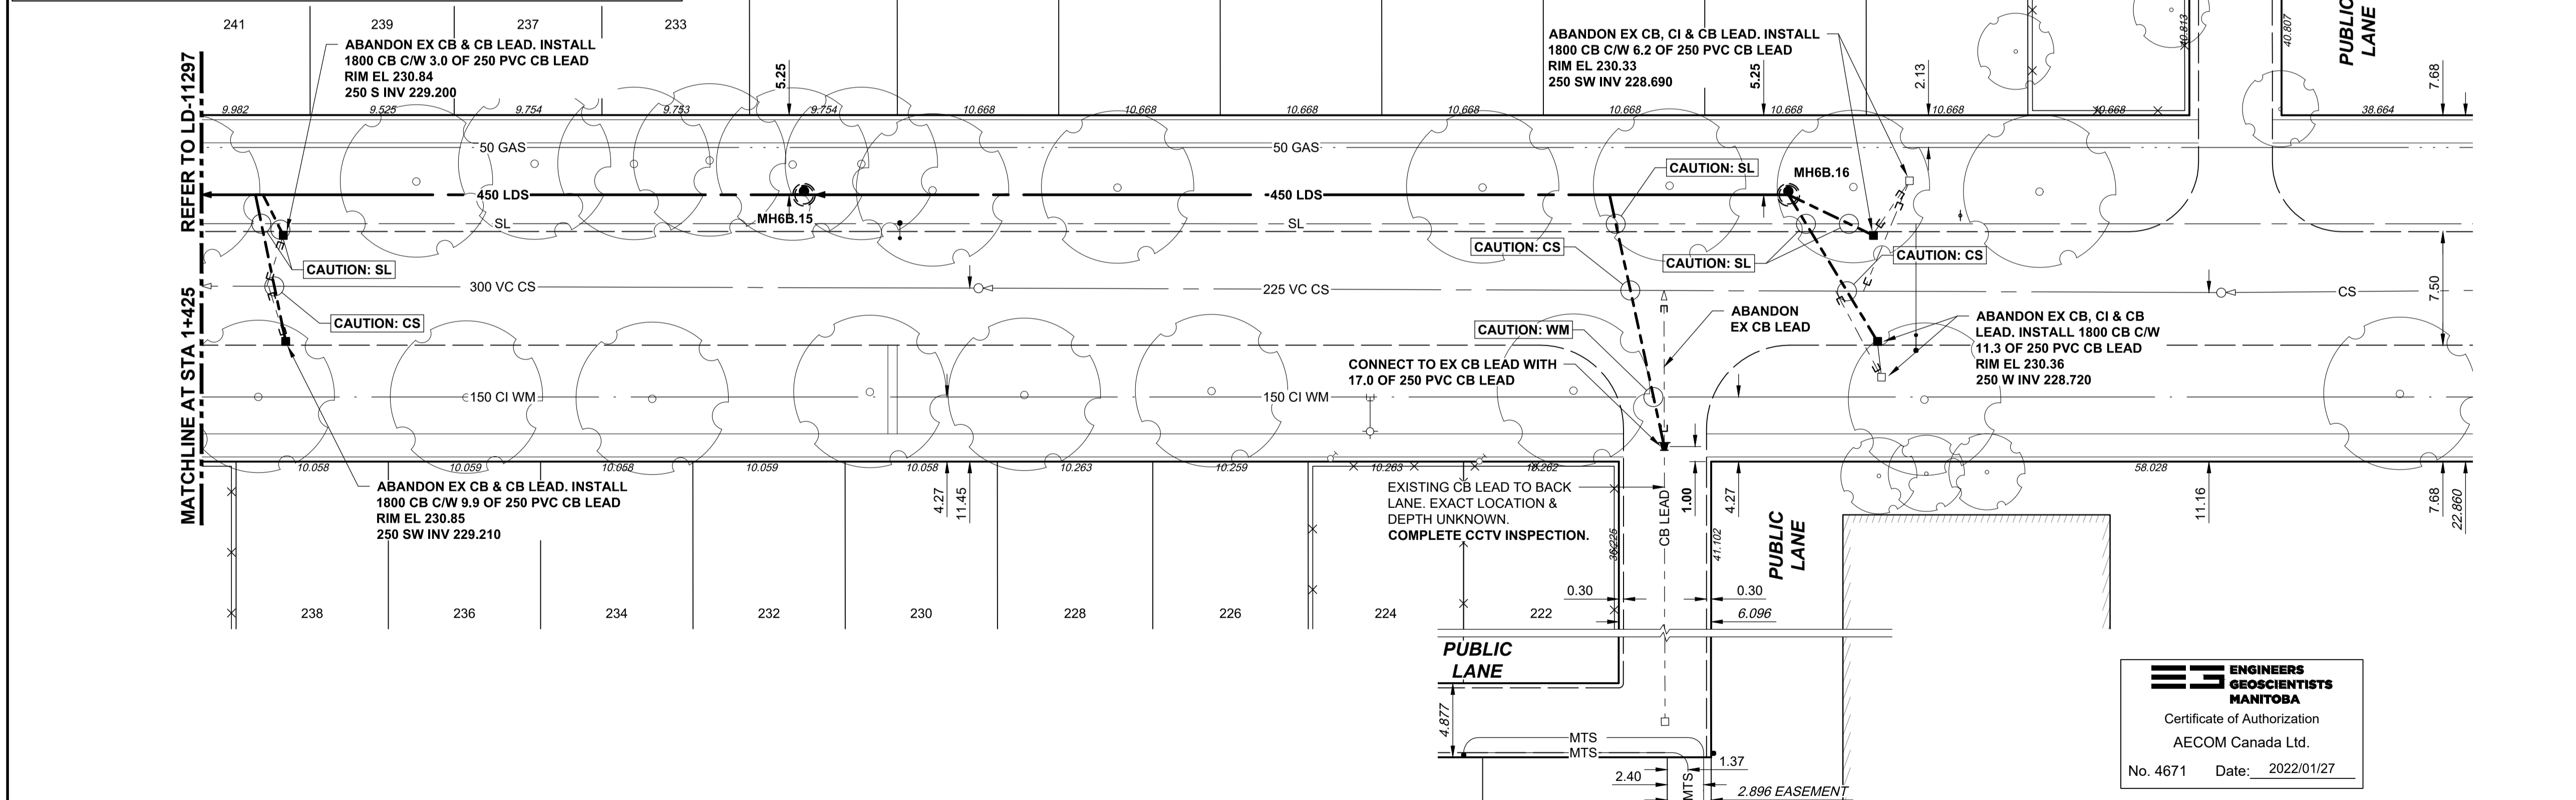 241
239
237
233
ABANDON EX CB & CB LEAD. INSTALL
1800 CB C/W 3.0 OF 250 PVC CB LEAD
RIM EL 230.84
250 S INV 229.200
5.25
ABANDON EX CB, CI & CB LEAD. INSTALL
1800 CB C/W 6.2 OF 250 PVC CB LEAD
RIM EL 230.33
250 SW INV 228.690
5.25
2.13
40.813
40.807
PUBLIC
LANE
7.68
9.982
9.525
9.754
9.753
9.754
10.668
10.668
10.668
10.668
10.668
10.668
10.668
10.668
38.664
REFER TO LD-11297
MATCHLINE AT STA 1+425
50 GAS
50 GAS
CAUTION: SL
MH6B.16
450 LDS
450 LDS
MH6B.15
SL
SL
CAUTION: CS
CAUTION: SL
CAUTION: SL
CAUTION: CS
300 VC CS
225 VC CS
CS
7.50
CAUTION: CS
CAUTION: WM
ABANDON
EX CB LEAD
ABANDON EX CB, CI & CB
LEAD. INSTALL 1800 CB C/W
11.3 OF 250 PVC CB LEAD
RIM EL 230.36
250 W INV 228.720
CONNECT TO EX CB LEAD WITH
17.0 OF 250 PVC CB LEAD
150 CI WM
150 CI WM
10.058
10.059
10.058
10.059
10.058
10.263
10.259
10.263
10.262
58.028
ABANDON EX CB & CB LEAD. INSTALL
1800 CB C/W 9.9 OF 250 PVC CB LEAD
RIM EL 230.85
250 SW INV 229.210
4.27
11.45
EXISTING CB LEAD TO BACK
LANE. EXACT LOCATION &
DEPTH UNKNOWN.
COMPLETE CCTV INSPECTION.
CB LEAD
1.00
4.27
41.102
PUBLIC
LANE
11.16
7.68
22.860
0.30
0.30
6.096
238
236
234
232
230
228
226
224
222
PUBLIC
LANE
4.877
MTS
MTS
MTS
1.37
2.40
2.896 EASEMENT
ENGINEERS
GEOSCIENTISTS
MANITOBA
Certificate of Authorization
AECOM Canada Ltd.
No. 4671 Date: 2022/01/27